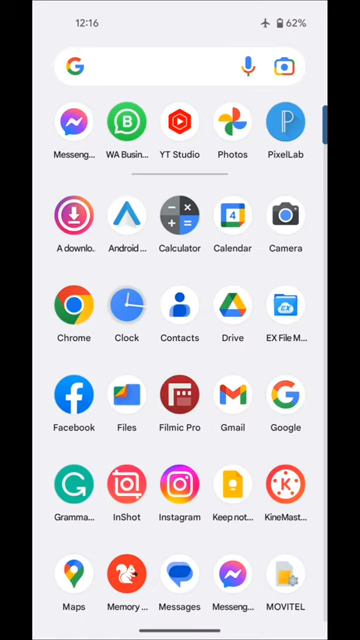 12:16 62%
Messeng... WA Busin... YT Studio Photos PixelLab
A downlo.. Android ... Calculator Calendar Camera
Chrome Clock Contacts Drive EX File M...
Facebook Files Filmic Pro Gmail Google
Gramma... InShot Instagram Keep not... KineMast...
Maps Memory ... Messages Messeng... MOVITEL